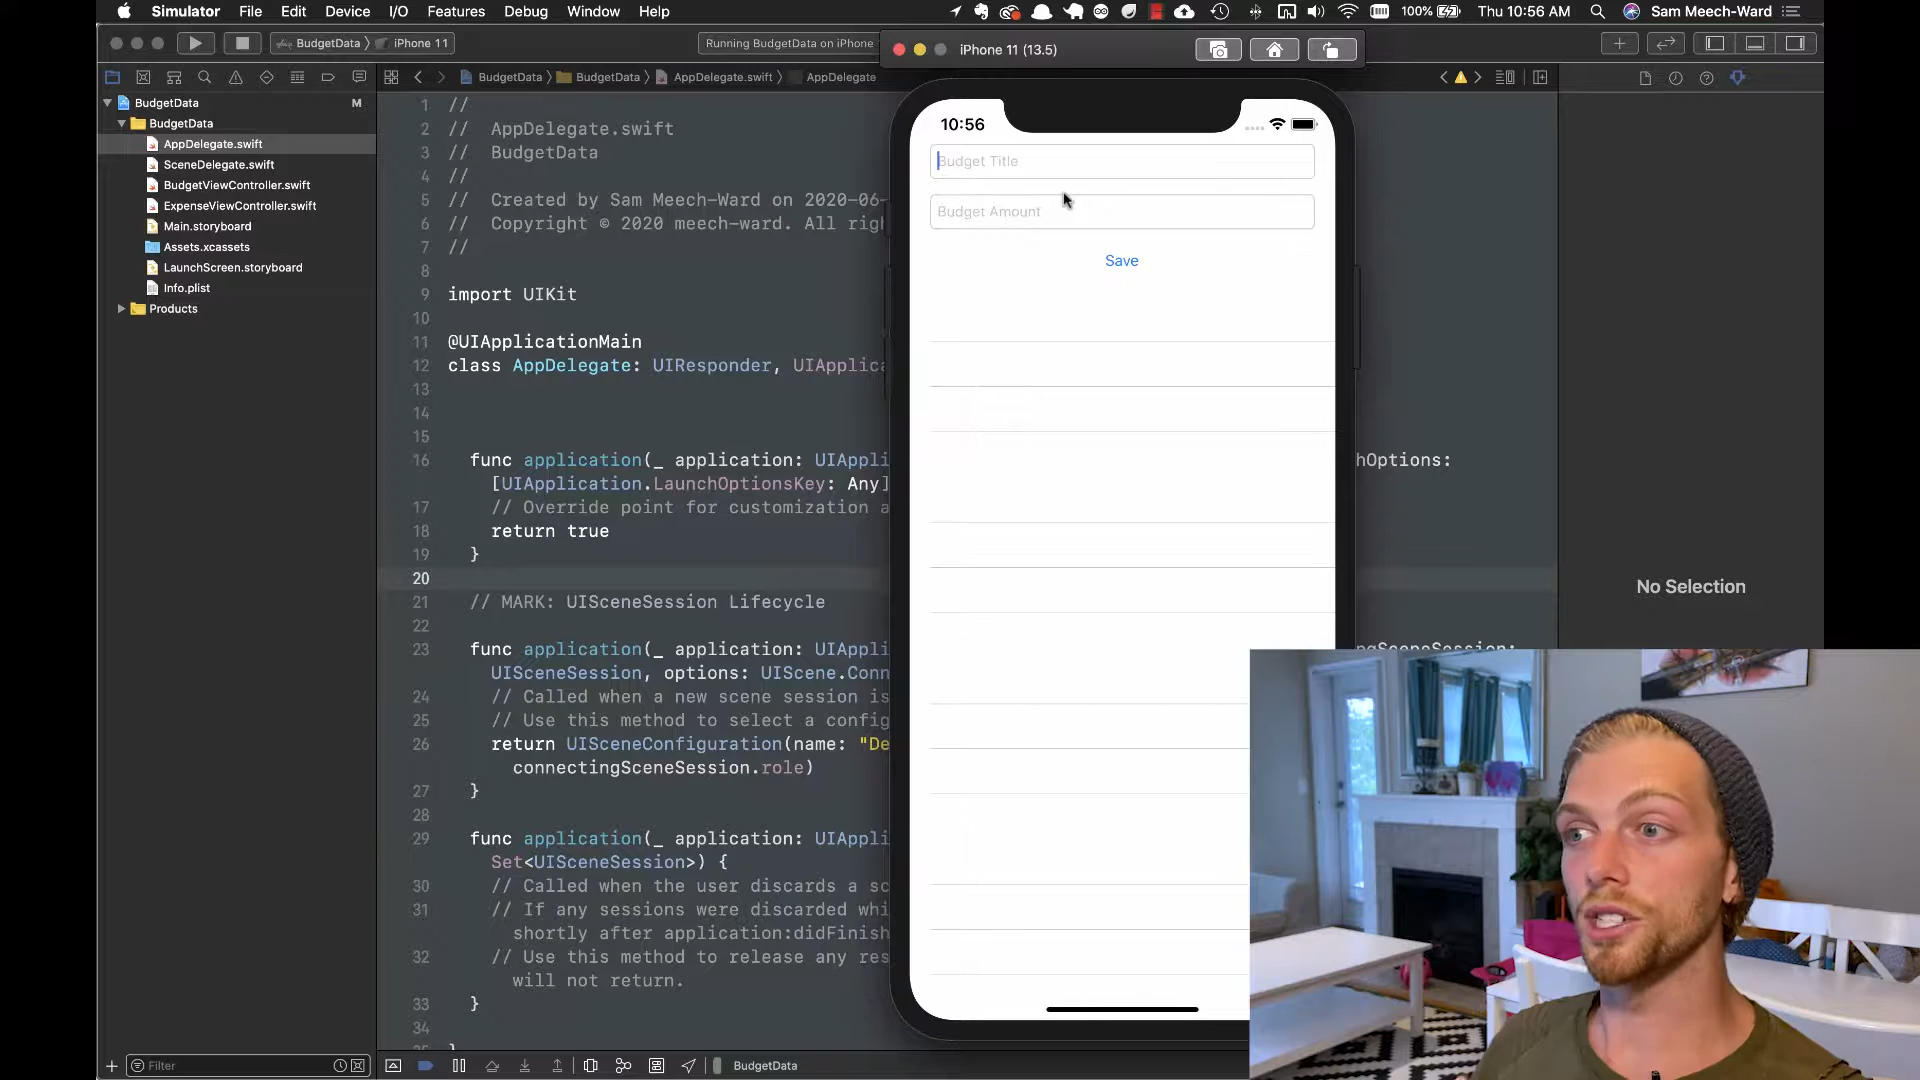 Simulator File Edit Device I/O Features Debug Window Help 100% Thu 10:56 AM Sam Meech-Ward
BudgetData iPhone 11 Running BudgetData on iPhone iPhone 11 (13.5)
BudgetData BudgetData AppDelegate.swift AppDelegate
BudgetData M
BudgetData
AppDelegate.swift
SceneDelegate.swift
BudgetViewController.swift
ExpenseViewController.swift
Main.storyboard
Assets.xcassets
LaunchScreen.storyboard
Info.plist
Products
Filter
1 //
2 // AppDelegate.swift
3 // BudgetData
4 //
5 // Created by Sam Meech-Ward on 2020-06-
6 // Copyright © 2020 meech-ward. All righ
7 //
8
9 import UIKit
10
11 @UIApplicationMain
12 class AppDelegate: UIResponder, UIApplica
13
14
15
16 func application(_ application: UIAppli hOptions:
[UIApplication.LaunchOptionsKey: Any]
17 // Override point for customization a
18 return true
19 }
20
21 // MARK: UISceneSession Lifecycle
22
23 func application(_ application: UIAppli ngSceneSession:
UISceneSession, options: UIScene.Conn
24 // Called when a new scene session is
25 // Use this method to select a config
26 return UISceneConfiguration(name: "De
connectingSceneSession.role)
27 }
28
29 func application(_ application: UIAppli
Set<UISceneSession>) {
30 // Called when the user discards a sc
31 // If any sessions were discarded whi
shortly after application:didFinish
32 // Use this method to release any res
will not return.
33 }
34
BudgetData
10:56
Budget Title
Budget Amount
Save
No Selection